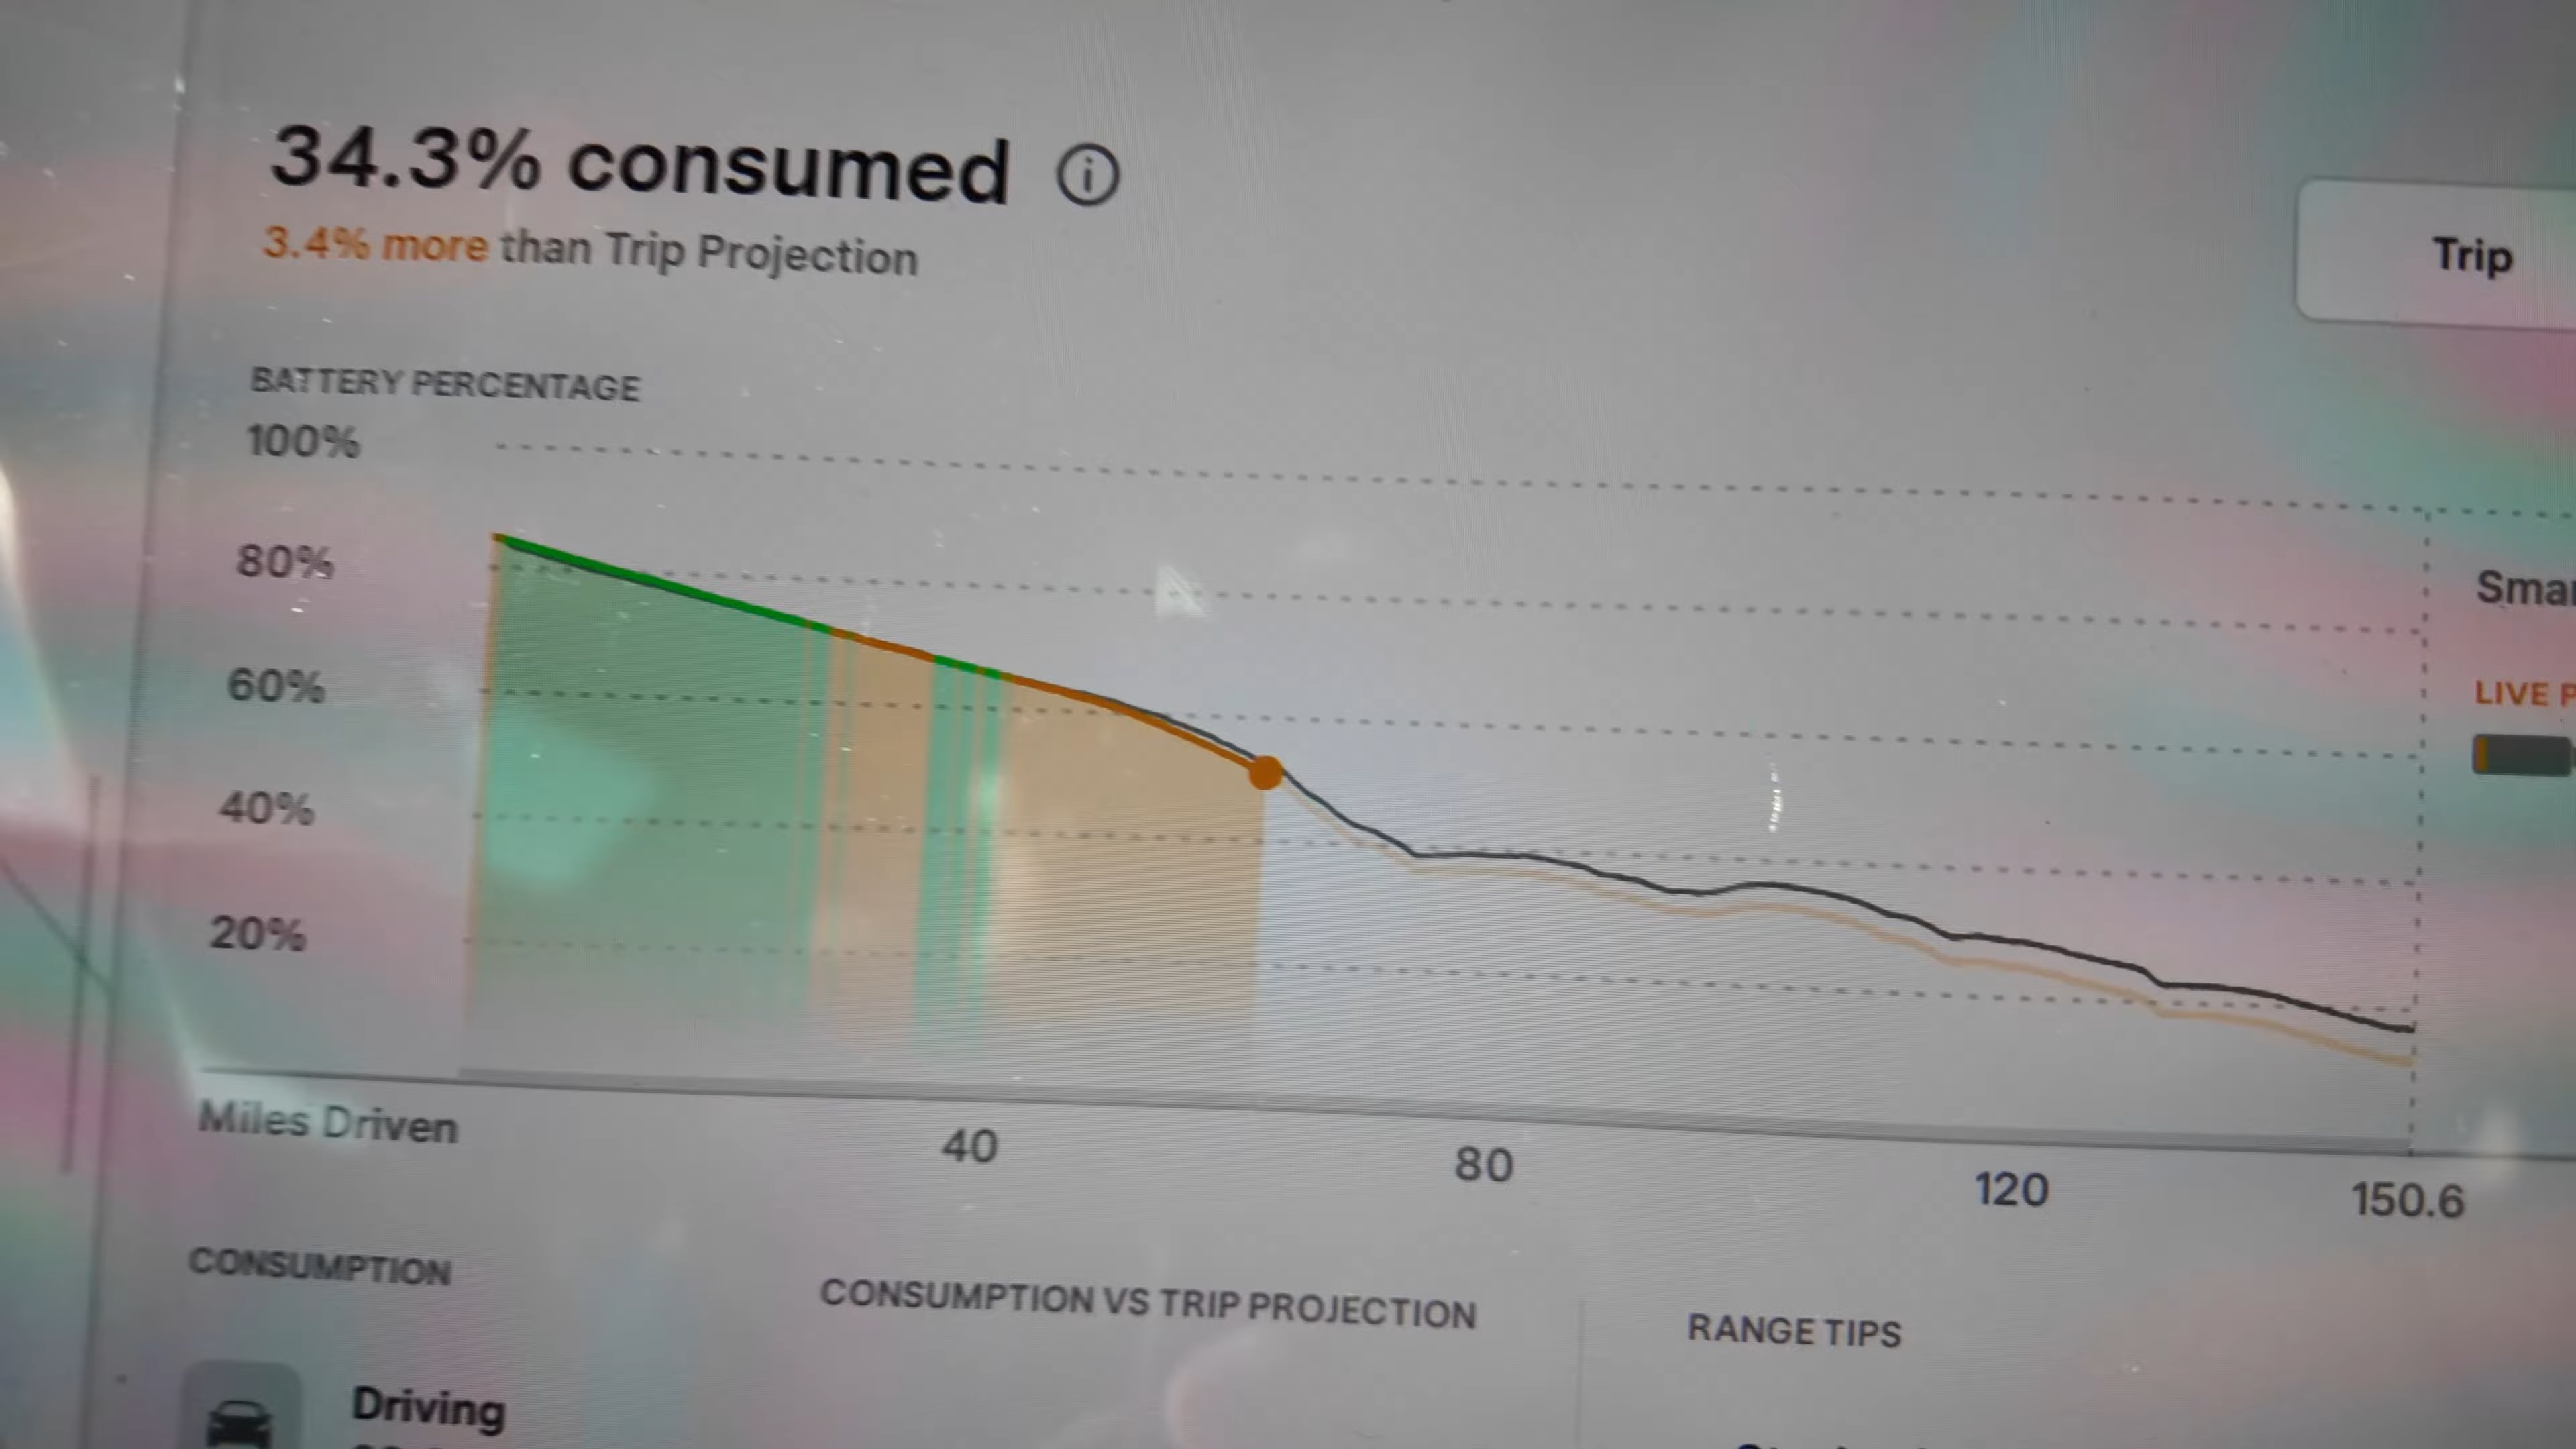 34.3% consumed
3.4% more than Trip Projection
Trip
BATTERY PERCENTAGE
100%
80%
60%
40%
20%
LIVE
Miles Driven
40
80
120
150.6
CONSUMPTION
CONSUMPTION VS TRIP PROJECTION
RANGE TIPS
Driving